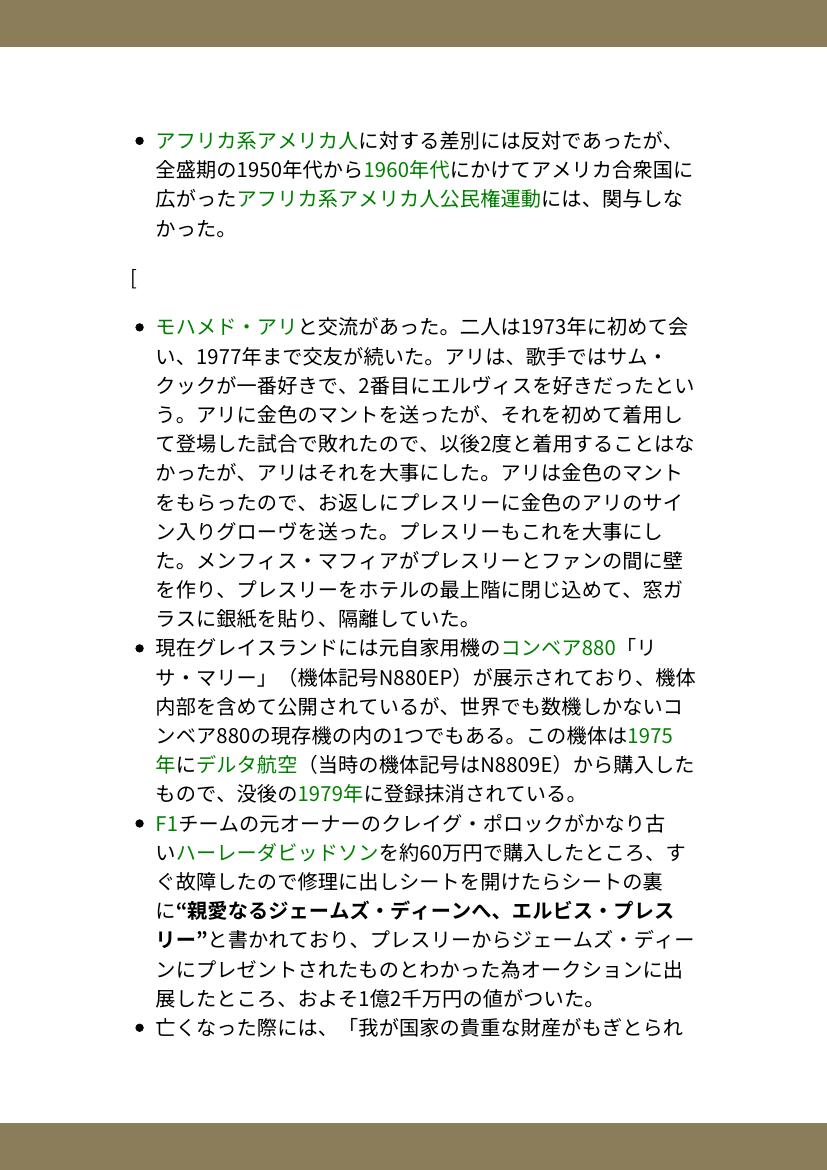 • アフリカ系アメリカ人に対する差別には反対であったが、
全盛期の1950年代から1960年代にかけてアメリカ合衆国に
広がったアフリカ系アメリカ人公民権運動には、関与しな
かった。
[
• モハメド・アリと交流があった。二人は1973年に初めて会
い、1977年まで交友が続いた。アリは、歌手ではサム・
クックが一番好きで、2番目にエルヴィスを好きだったとい
う。アリに金色のマントを送ったが、それを初めて着用し
て登場した試合で敗れたので、以後2度と着用することはな
かったが、アリはそれを大事にした。アリは金色のマント
をもらったので、お返しにプレスリーに金色のアリのサイ
ン入りグローヴを送った。プレスリーもこれを大事にし
た。メンフィス・マフィアがプレスリーとファンの間に壁
を作り、プレスリーをホテルの最上階に閉じ込めて、窓ガ
ラスに銀紙を貼り、隔離していた。
• 現在グレイスランドには元自家用機のコンベア880「リ
サ・マリー」（機体記号N880EP）が展示されており、機体
内部を含めて公開されているが、世界でも数機しかないコ
ンベア880の現存機の内の1つでもある。この機体は1975
年にデルタ航空（当時の機体記号はN8809E）から購入した
もので、没後の1979年に登録抹消されている。
• F1チームの元オーナーのクレイグ・ポロックがかなり古
いハーレーダビッドソンを約60万円で購入したところ、す
ぐ故障したので修理に出しシートを開けたらシートの裏
に“親愛なるジェームズ・ディーンへ、エルビス・プレス
リー”と書かれており、プレスリーからジェームズ・ディー
ンにプレゼントされたものとわかった為オークションに出
展したところ、およそ1億2千万円の値がついた。
• 亡くなった際には、「我が国家の貴重な財産がもぎとられ